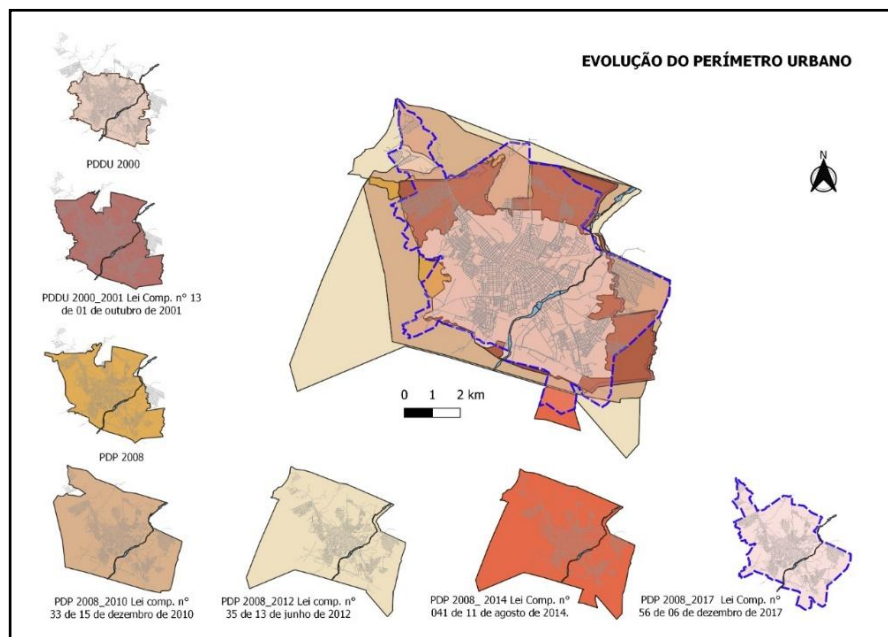 EVOLUÇÃO DO PERÍMETRO URBANO
N
PDDU 2000
PDDU 2000_2001 Lei Comp. nº 13
de 01 de outubro de 2001
0 1 2 km
PDP 2008
PDP 2008_2010 Lei comp. nº
33 de 15 de dezembro de 2010
PDP 2008_2012 Lei comp. nº
35 de 13 de junho de 2012
PDP 2008_ 2014 Lei Comp. nº
041 de 11 de agosto de 2014.
PDP 2008_2017 Lei Comp. nº
56 de 06 de dezembro de 2017